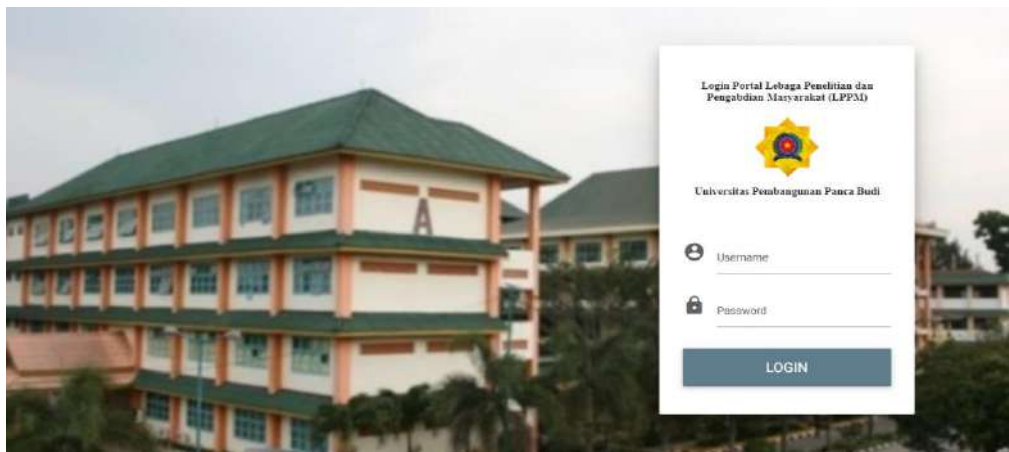 Login Portal Lebaga Penelitian dan
Pengabdian Masyarakat (LPPM)
Universitas Pembangunan Panca Budi
Username
Password
LOGIN
A